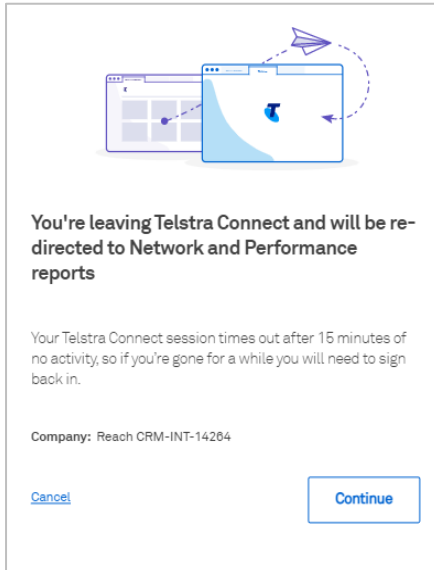 You're leaving Telstra Connect and will be re-
directed to Network and Performance
reports
Your Telstra Connect session times out after 15 minutes of
no activity, so if you're gone for a while you will need to sign
back in.
Company: Reach CRM-INT-14264
Cancel
Continue